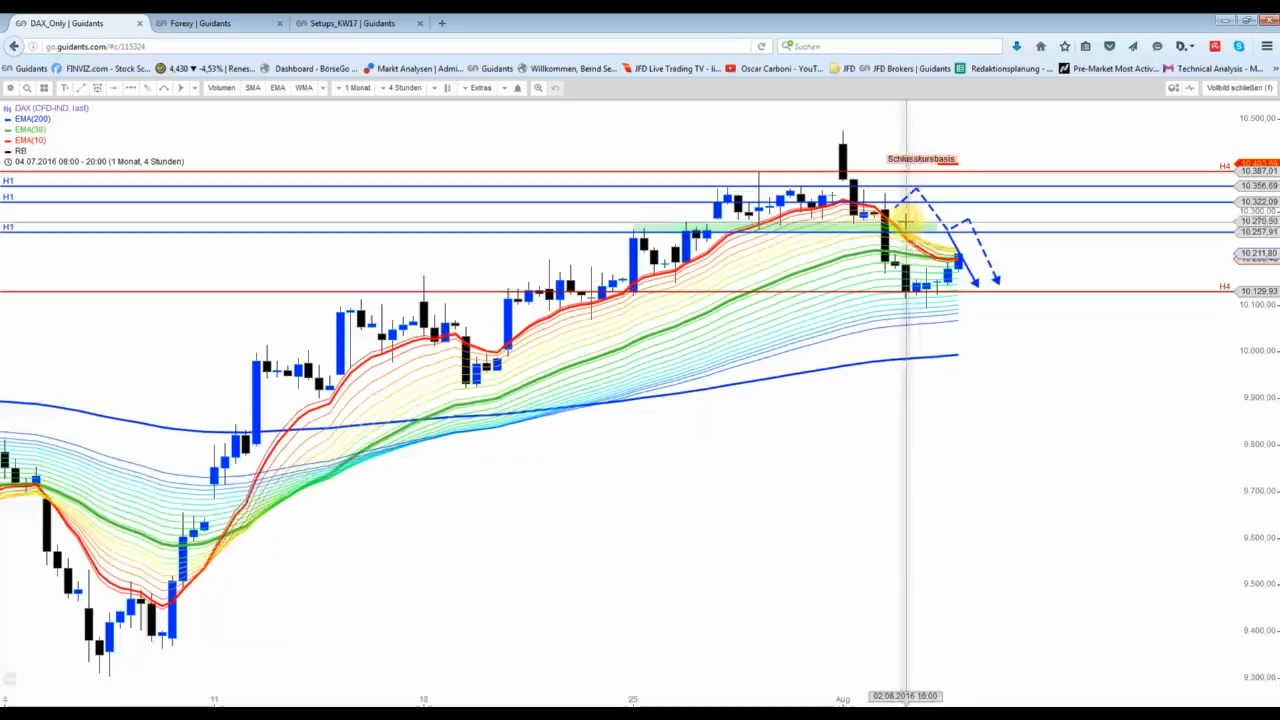 DAX_Only | Guidants
Forexy | Guidants
Setups_KW17 | Guidants
go.guidants.com/#c/115324
Suchen
Guidants
FINVIZ.com - Stock Sc...
4,430 ▼ -4,53% | Renes...
Dashboard ‹ BörseGo ...
Markt Analysen | Admi...
Guidants
Willkommen, Bernd Se...
JFD Live Trading TV - li...
Oscar Carboni - YouT...
JFD
JFD Brokers | Guidants
Redaktionsplanung - ...
Pre-Market Most Activ...
Technical Analysis - M...
Volumen
SMA
EMA
WMA
1 Monat
4 Stunden
Extras
Vollbild schließen (f)
DAX (CFD-IND, last)
EMA(200)
EMA(38)
EMA(10)
RB
04.07.2016 08:00 - 20:00 (1 Monat, 4 Stunden)
10.500,00
Schlusskursbasis
H4
10.387,01
H1
10.356,69
H1
10.322,09
10.300,00
10.270,50
H1
10.257,91
10.211,80
H4
10.129,93
10.100,00
10.000,00
9.900,00
9.800,00
9.700,00
9.600,00
9.500,00
9.400,00
9.300,00
4
11
18
25
Aug
02.08.2016 16:00